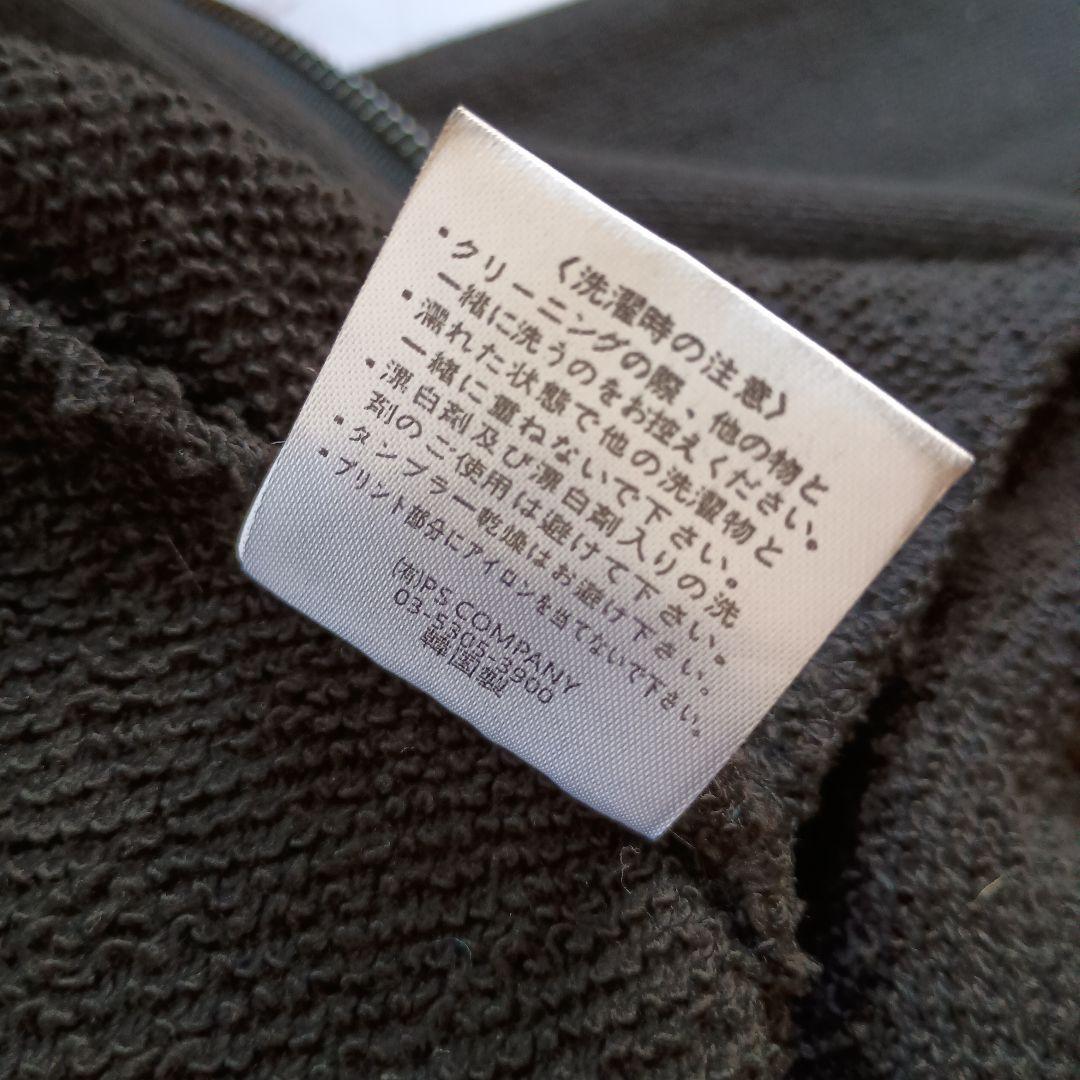 〈洗濯時の注意〉
・クリーニングの際、他の物と
一緒に洗うのをお控えください。
・濡れた状態で他の洗濯物と
一緒に重ねないで下さい。
・漂白剤及び漂白剤入りの洗
剤のご使用は避けて下さい。
・タンブラー乾燥はお避け下さい。
・プリント部分にアイロンを当てないで下さい。
(有)PS COMPANY
03-5305-3900
韓国製